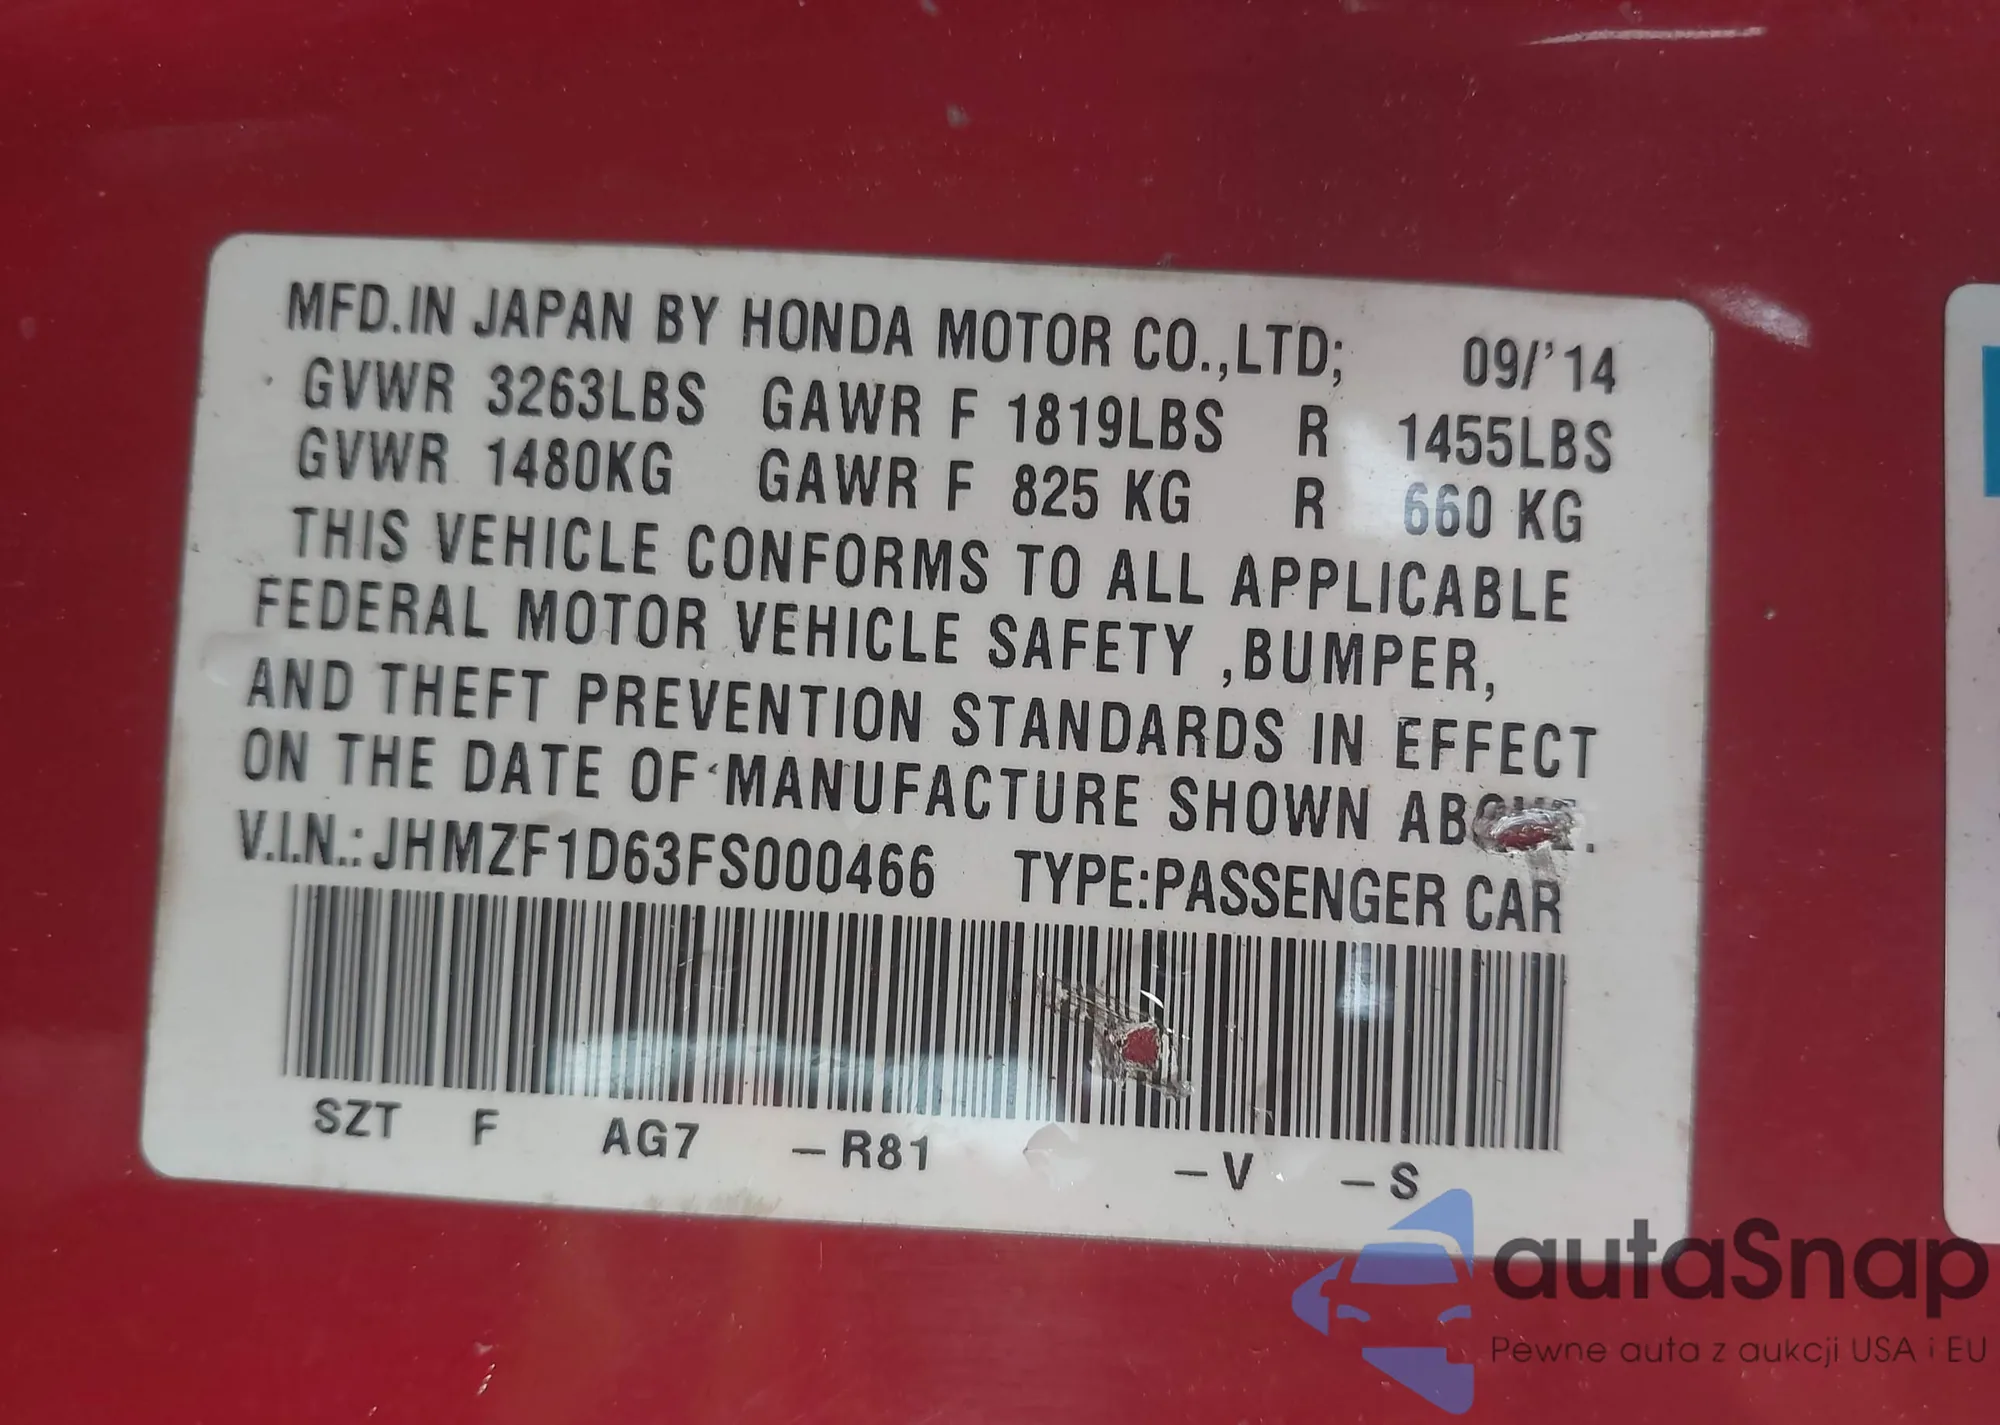 MFD.IN JAPAN BY HONDA MOTOR CO.,LTD; 09/'14
GVWR 3263LBS GAWR F 1819LBS R 1455LBS
GVWR 1480KG GAWR F 825 KG R 660 KG
THIS VEHICLE CONFORMS TO ALL APPLICABLE
FEDERAL MOTOR VEHICLE SAFETY ,BUMPER,
AND THEFT PREVENTION STANDARDS IN EFFECT
ON THE DATE OF MANUFACTURE SHOWN
V.I.N.: JHMZF1D63FS000466 TYPE:PASSENGER CAR
SZT F AG7 –R81 –V –S
autaSnap
Pewne auta z aukcji USA i EU